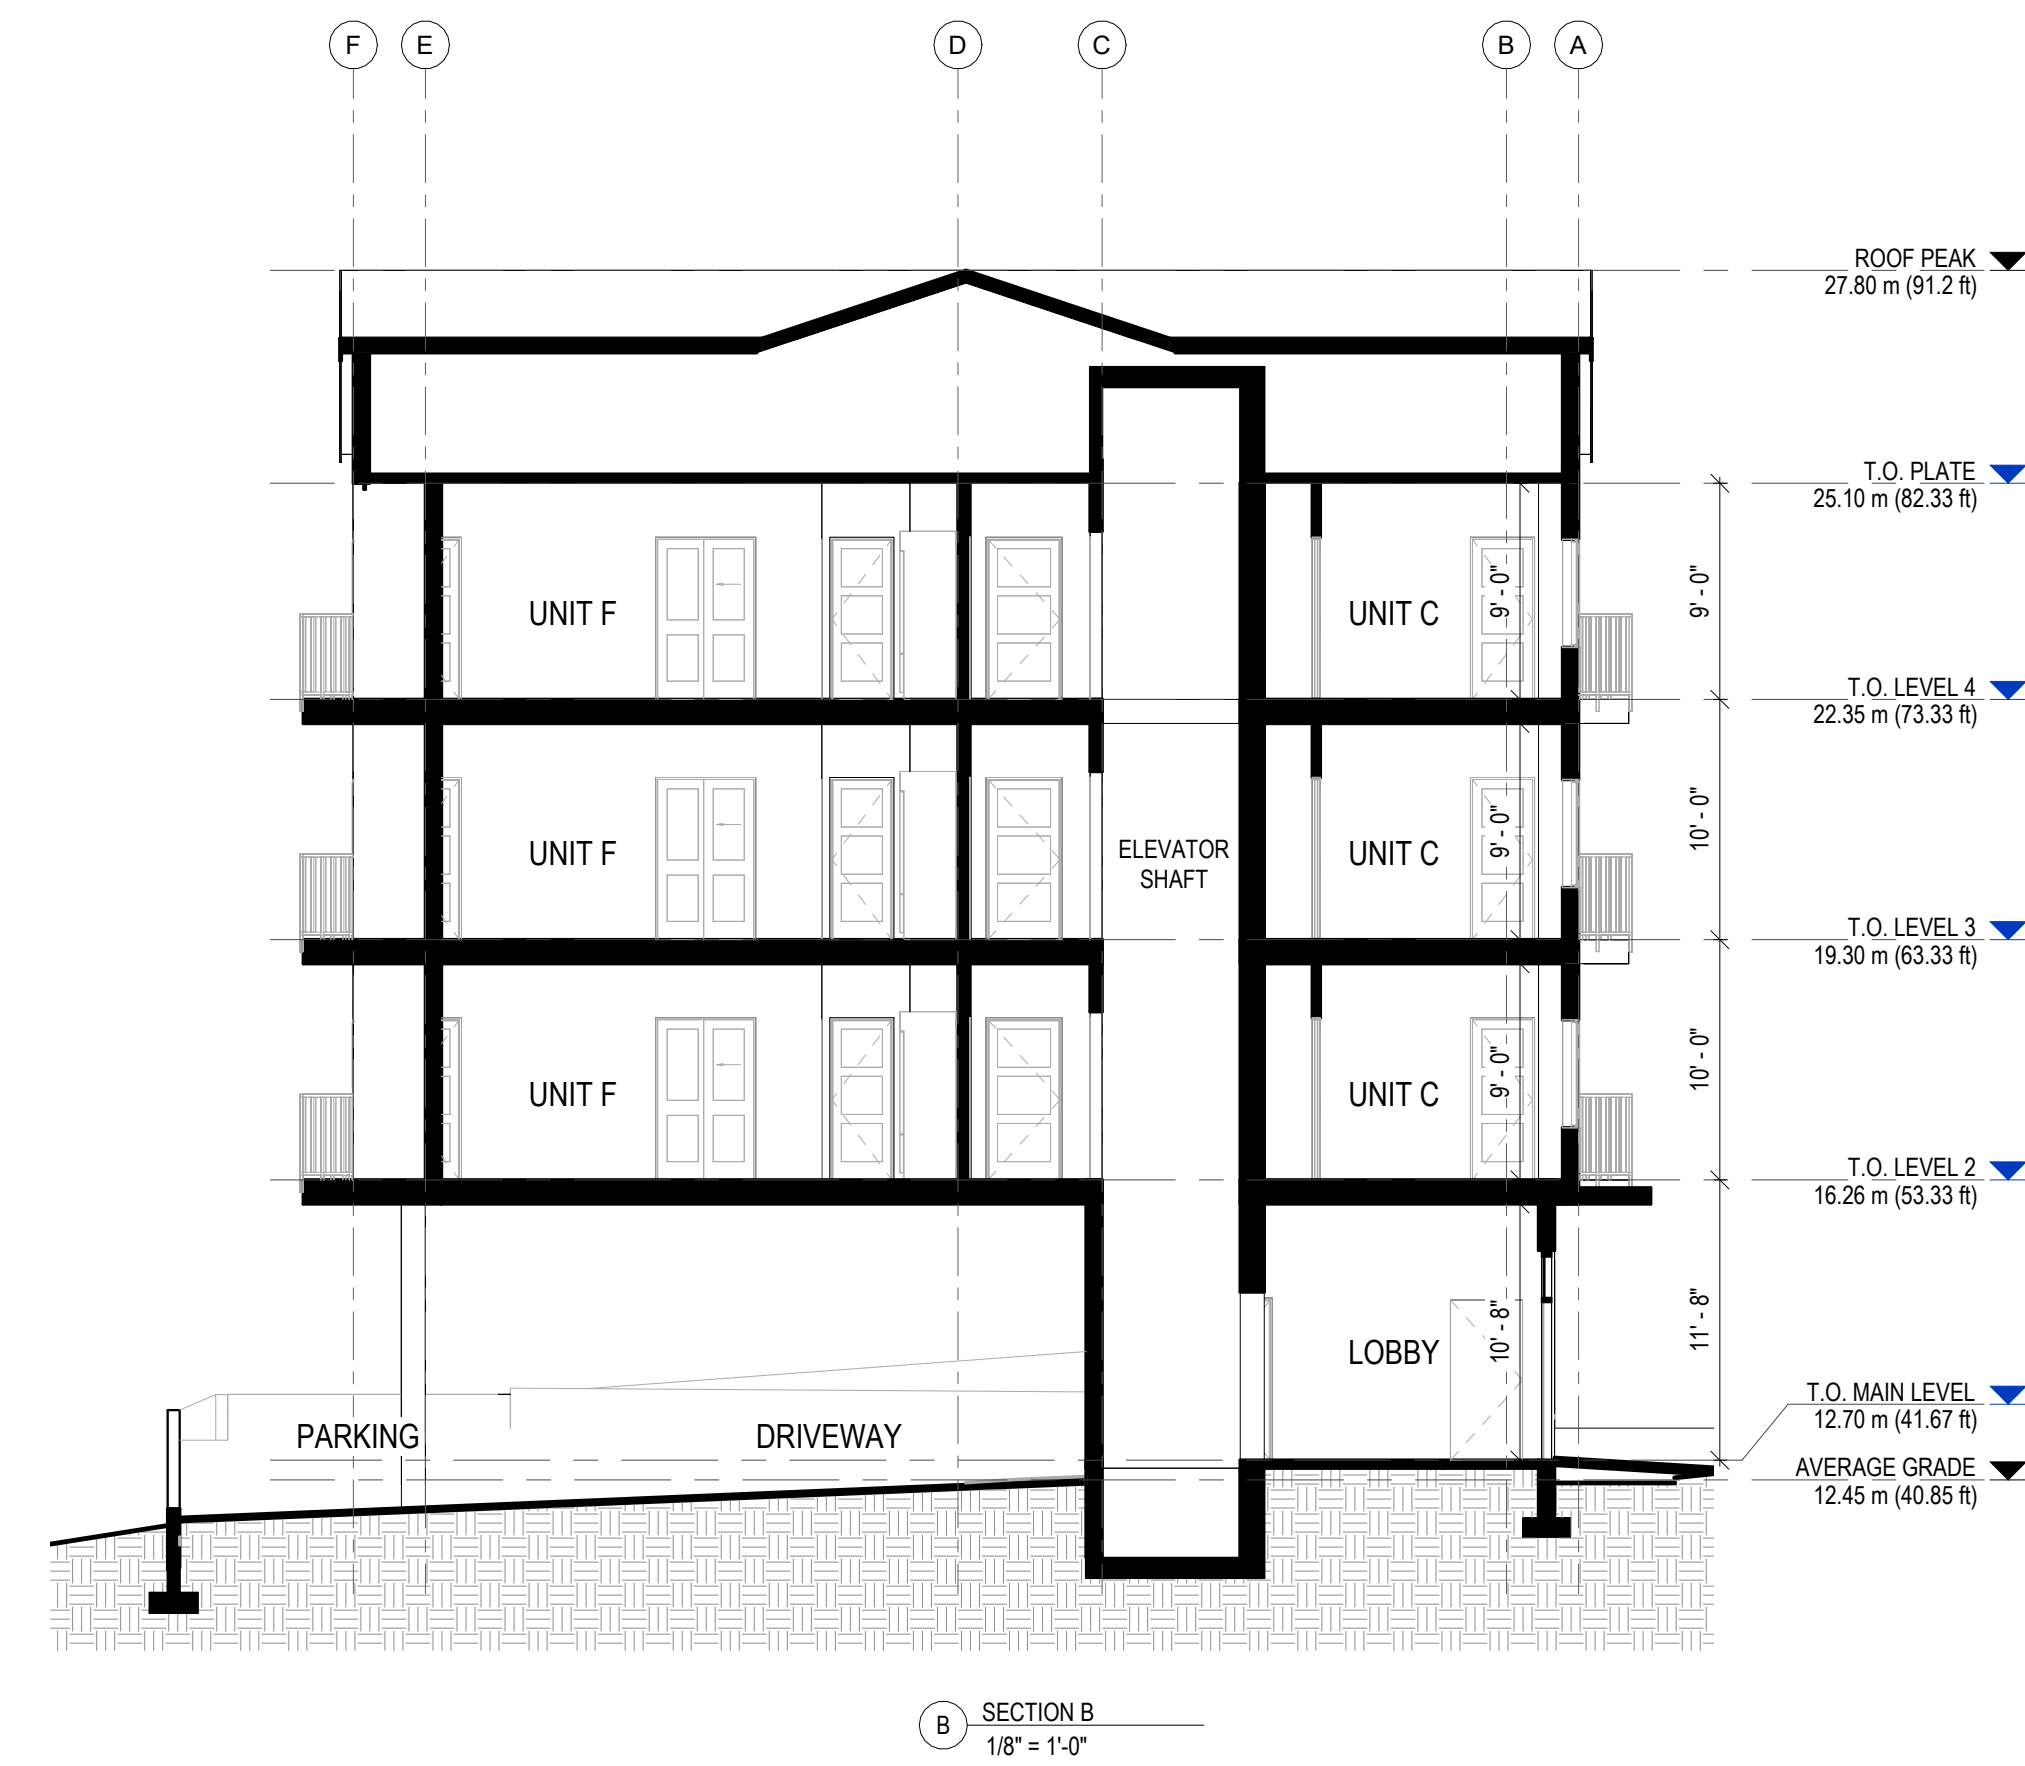 F E D C B A
ROOF PEAK
27.80 m (91.2 ft)
T.O. PLATE
25.10 m (82.33 ft)
UNIT F
UNIT C
9' - 0"
9' - 0"
T.O. LEVEL 4
22.35 m (73.33 ft)
UNIT F
ELEVATOR
SHAFT
UNIT C
9' - 0"
10' - 0"
T.O. LEVEL 3
19.30 m (63.33 ft)
UNIT F
UNIT C
9' - 0"
10' - 0"
T.O. LEVEL 2
16.26 m (53.33 ft)
LOBBY
10' - 8"
11' - 8"
T.O. MAIN LEVEL
12.70 m (41.67 ft)
PARKING
DRIVEWAY
AVERAGE GRADE
12.45 m (40.85 ft)
B
SECTION B
1/8" = 1'-0"